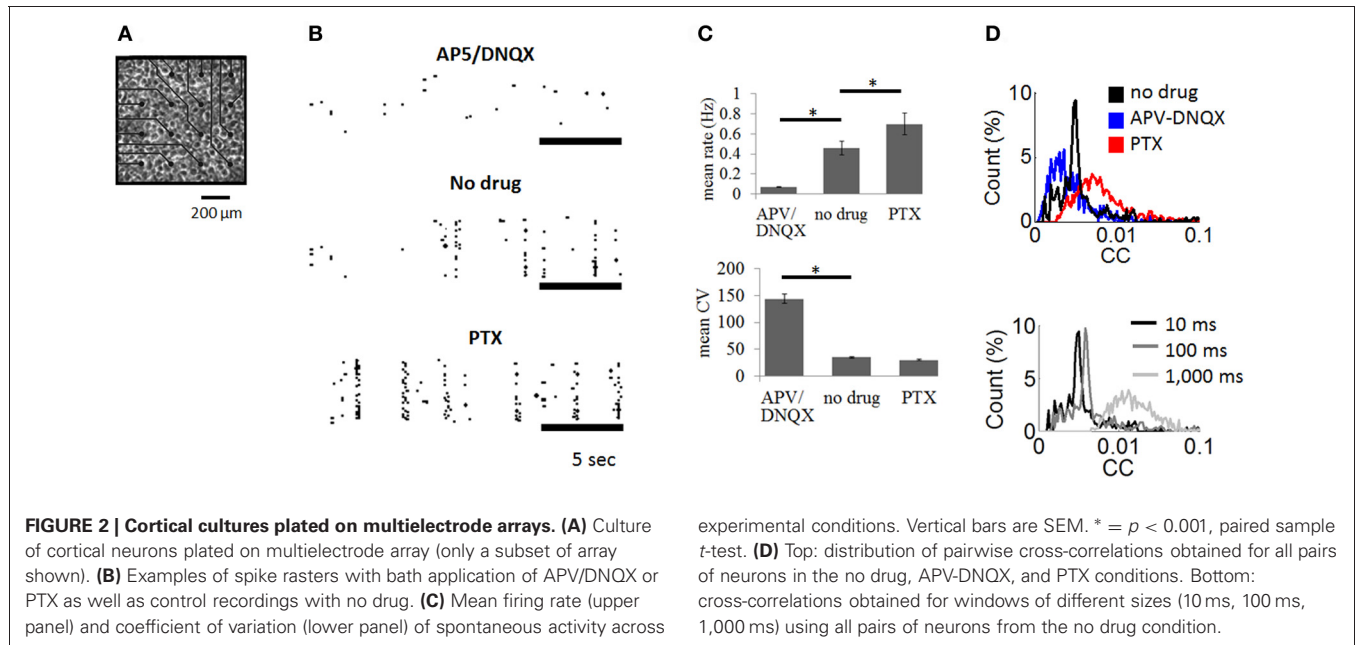 A
200 µm
B
AP5/DNQX
No drug
PTX
5 sec
C
*
*
mean rate (Hz)
1
0.8
0.6
0.4
0.2
0
APV/
DNQX
no drug
PTX
*
mean CV
200
150
100
50
0
APV/
DNQX
no drug
PTX
D
Count (%)
10
5
0
no drug
APV-DNQX
PTX
0
0.01
0.1
CC
Count (%)
10
5
0
10 ms
100 ms
1,000 ms
0
0.01
0.1
CC
FIGURE 2 | Cortical cultures plated on multielectrode arrays. (A) Culture
of cortical neurons plated on multielectrode array (only a subset of array
shown). (B) Examples of spike rasters with bath application of APV/DNQX or
PTX as well as control recordings with no drug. (C) Mean firing rate (upper
panel) and coefficient of variation (lower panel) of spontaneous activity across
experimental conditions. Vertical bars are SEM. * = p < 0.001, paired sample
t-test. (D) Top: distribution of pairwise cross-correlations obtained for all pairs
of neurons in the no drug, APV-DNQX, and PTX conditions. Bottom:
cross-correlations obtained for windows of different sizes (10 ms, 100 ms,
1,000 ms) using all pairs of neurons from the no drug condition.